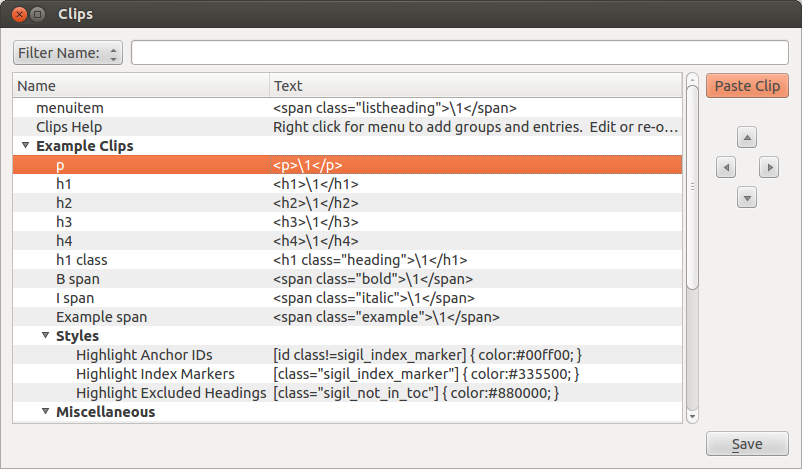 Clips
Filter Name:
Name Text
menuitem <span class="listheading">\1</span>
Clips Help Right click for menu to add groups and entries.  Edit or re-o…
Example Clips
p <p>\1</p>
h1 <h1>\1</h1>
h2 <h2>\1</h2>
h3 <h3>\1</h3>
h4 <h4>\1</h4>
h1 class <h1 class="heading">\1</h1>
B span <span class="bold">\1</span>
I span <span class="italic">\1</span>
Example span <span class="example">\1</span>
Styles
Highlight Anchor IDs [id class!=sigil_index_marker] { color:#00ff00; }
Highlight Index Markers [class="sigil_index_marker"] { color:#335500; }
Highlight Excluded Headings [class="sigil_not_in_toc"] { color:#880000; }
Miscellaneous
Paste Clip
Save